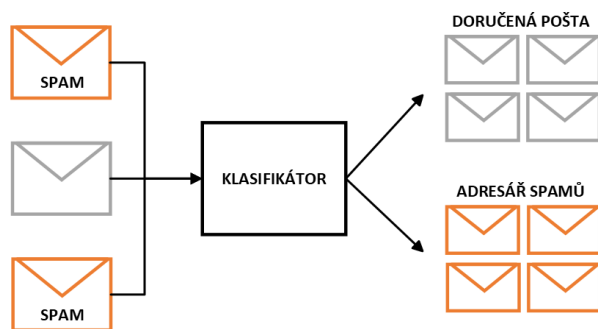 DORUČENÁ POŠTA
SPAM
KLASIFIKÁTOR
ADRESÁŘ SPAMŮ
SPAM